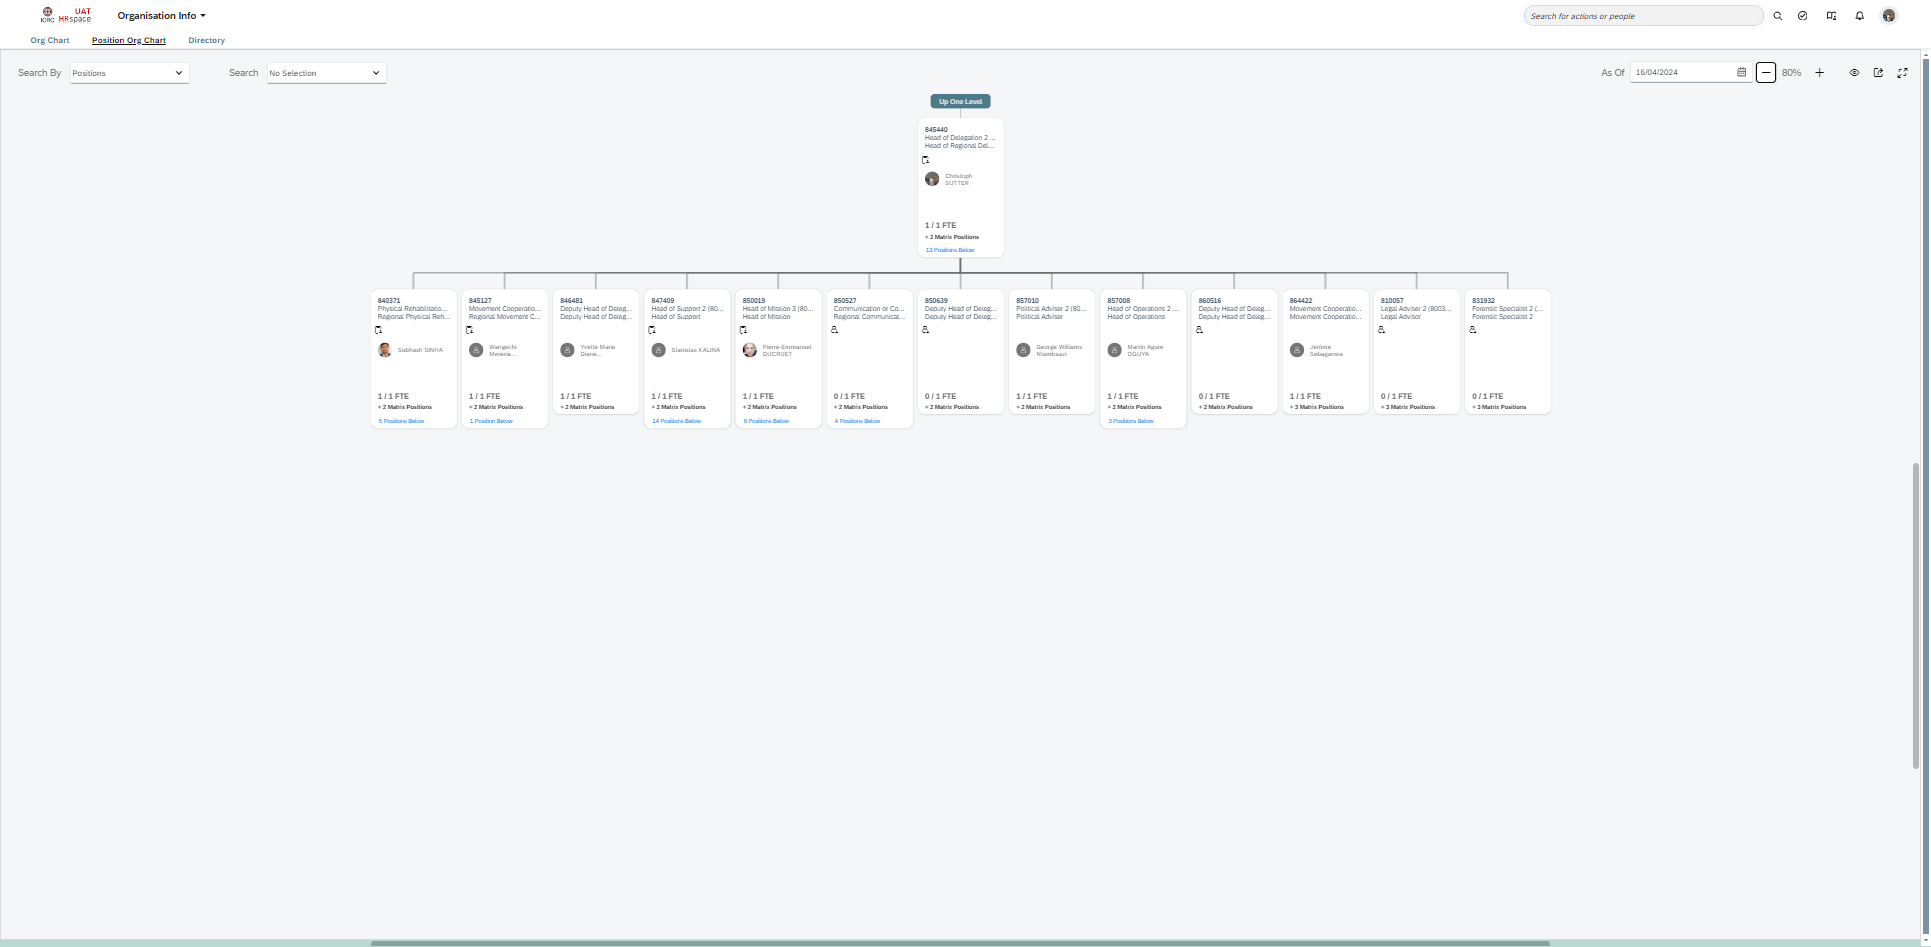 ICRC
UAT
HRspace
Organisation Info
Search for actions or people
Org Chart
Position Org Chart
Directory
Search By
Positions
Search
No Selection
As Of
16/04/2024
80%
Up One Level
845440
Head of Delegation 2 ...
Head of Regional Del...
Christoph
SUTTER
1 / 1 FTE
+ 2 Matrix Positions
13 Positions Below
840371
Physical Rehabilitatio...
Regional Physical Reh...
Subhash SINHA
1 / 1 FTE
+ 2 Matrix Positions
5 Positions Below
845127
Movement Cooperatio...
Regional Movement C...
Wangechi
Mwieria...
1 / 1 FTE
+ 2 Matrix Positions
1 Position Below
846481
Deputy Head of Deleg...
Deputy Head of Deleg...
Yvette Marie
Diane...
1 / 1 FTE
+ 2 Matrix Positions
847409
Head of Support 2 (80...
Head of Support
Stanislas KALINA
1 / 1 FTE
+ 2 Matrix Positions
14 Positions Below
850019
Head of Mission 3 (80...
Head of Mission
Pierre-Emmanuel
DUCRUET
1 / 1 FTE
+ 2 Matrix Positions
6 Positions Below
850527
Communication or Co...
Regional Communicat...
0 / 1 FTE
+ 2 Matrix Positions
4 Positions Below
850639
Deputy Head of Deleg...
Deputy Head of Deleg...
0 / 1 FTE
+ 2 Matrix Positions
857010
Political Adviser 2 (80...
Political Adviser
George Williams
Ntambaazi
1 / 1 FTE
+ 2 Matrix Positions
857008
Head of Operations 2 ...
Head of Operations
Martin Agure
OGUYA
1 / 1 FTE
+ 2 Matrix Positions
3 Positions Below
860516
Deputy Head of Deleg...
Deputy Head of Deleg...
0 / 1 FTE
+ 2 Matrix Positions
864422
Movement Cooperatio...
Movement Cooperatio...
Jérôme
Sebaganwa
1 / 1 FTE
+ 3 Matrix Positions
810057
Legal Adviser 2 (8003...
Legal Advisor
0 / 1 FTE
+ 3 Matrix Positions
831932
Forensic Specialist 2 (...
Forensic Specialist 2
0 / 1 FTE
+ 3 Matrix Positions